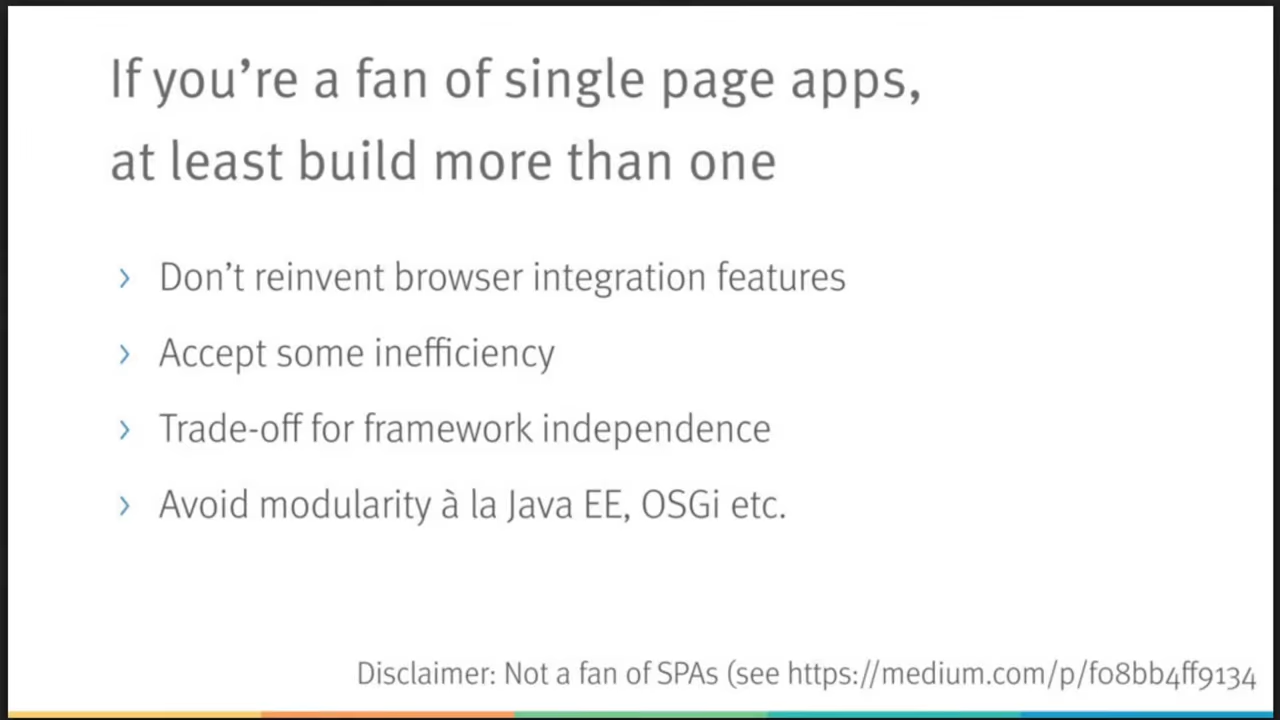 If you’re a fan of single page apps,
at least build more than one
› Don’t reinvent browser integration features
› Accept some inefficiency
› Trade-off for framework independence
› Avoid modularity à la Java EE, OSGi etc.
Disclaimer: Not a fan of SPAs (see https://medium.com/p/f08bb4ff9134